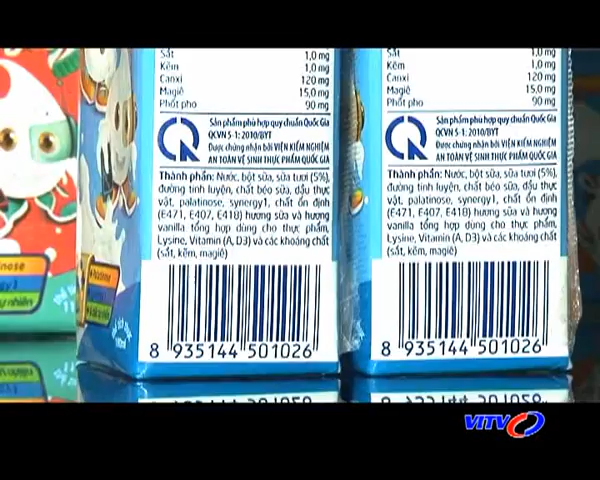 Sắt 1,0 mg
Kẽm 1,0 mg
Canxi 120 mg
Magiê 15,0 mg
Phốt pho 90 mg
Sản phẩm phù hợp quy chuẩn Quốc Gia
QCVN 5-1: 2010/BYT
Được chứng nhận bởi VIỆN KIỂM NGHIỆM
AN TOÀN VỆ SINH THỰC PHẨM QUỐC GIA
Thành phần: Nước, bột sữa, sữa tươi (5%),
đường tinh luyện, chất béo sữa, dầu thực
vật, palatinose, synergy1, chất ổn định
(E471, E407, E418) hương sữa và hương
vanilla tổng hợp dùng cho thực phẩm,
Lysine, Vitamin (A, D3) và các khoáng chất
(sắt, kẽm, magiê)
8 935144 501026
Sắt 1,0 mg
Kẽm 1,0 mg
Canxi 120 mg
Magiê 15,0 mg
Phốt pho 90 mg
Sản phẩm phù hợp quy chuẩn Quốc Gia
QCVN 5-1: 2010/BYT
Được chứng nhận bởi VIỆN KIỂM NGHIỆM
AN TOÀN VỆ SINH THỰC PHẨM QUỐC GIA
Thành phần: Nước, bột sữa, sữa tươi (5%),
đường tinh luyện, chất béo sữa, dầu thực
vật, palatinose, synergy1, chất ổn định
(E471, E407, E418) hương sữa và hương
vanilla tổng hợp dùng cho thực phẩm,
Lysine, Vitamin (A, D3) và các khoáng chất
(sắt, kẽm, magiê)
8 935144 501026
VITV